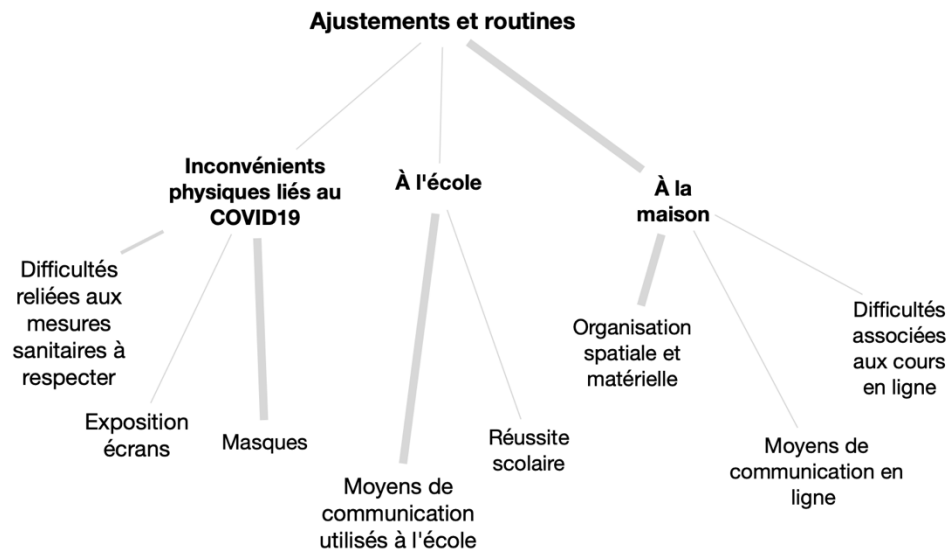 Ajustements et routines
Inconvénients
physiques liés au
COVID19
À l'école
À la
maison
Difficultés
reliées aux
mesures
sanitaires à
respecter
Exposition
écrans
Masques
Moyens de
communication
utilisés à l'école
Réussite
scolaire
Organisation
spatiale et
matérielle
Moyens de
communication en
ligne
Difficultés
associées
aux cours
en ligne